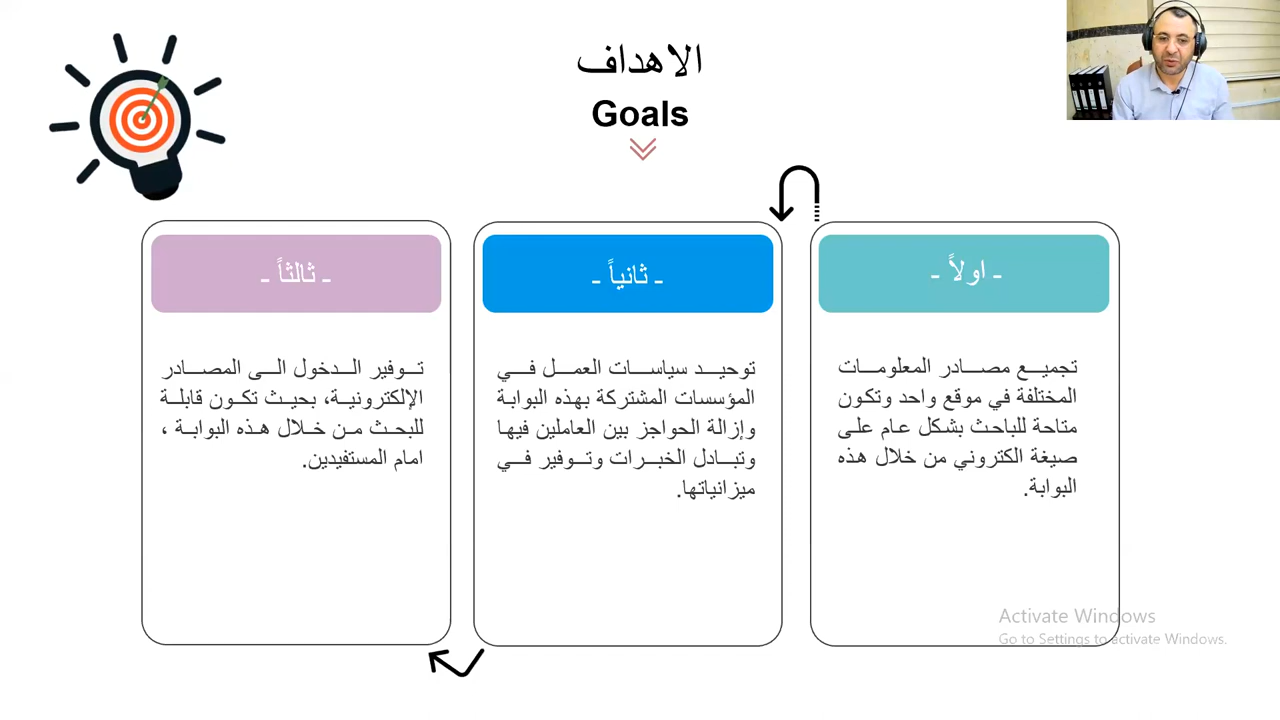 الاهداف
Goals
- اولاً -
تجميع مصادر المعلومات
المختلفة في موقع واحد وتكون
متاحة للباحث بشكل عام على
صيغة الكتروني من خلال هذه
البوابة.
- ثانياً -
توحيد سياسات العمل في
المؤسسات المشتركة بهذه البوابة
وإزالة الحواجز بين العاملين فيها
وتبادل الخبرات وتوفير في
ميزانياتها.
- ثالثاً -
توفير الدخول الى المصادر
الإلكترونية، بحيث تكون قابلة
للبحث من خلال هذه البوابة ،
امام المستفيدين.
Activate Windows
Go to Settings to activate Windows.